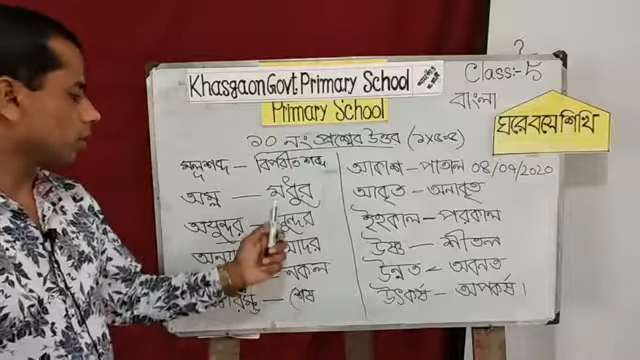 Khasgaon Govt Primary School
Primary School
Class:- 5
বাংলা
ঘরে বসে শিখি
১০ নং প্রশ্নের উত্তর (১x৫=৫)
08/09/2020
মূলশব্দ — বিপরীত শব্দ
অম্ল — মধুর
অসুন্দর — সুন্দর
শেষ
আকাশ — পাতাল
আবৃত — অনাবৃত
ইহকাল — পরকাল
উষ্ণ — শীতল
উন্নত — অবনত
উৎকর্ষ — অপকর্ষ।